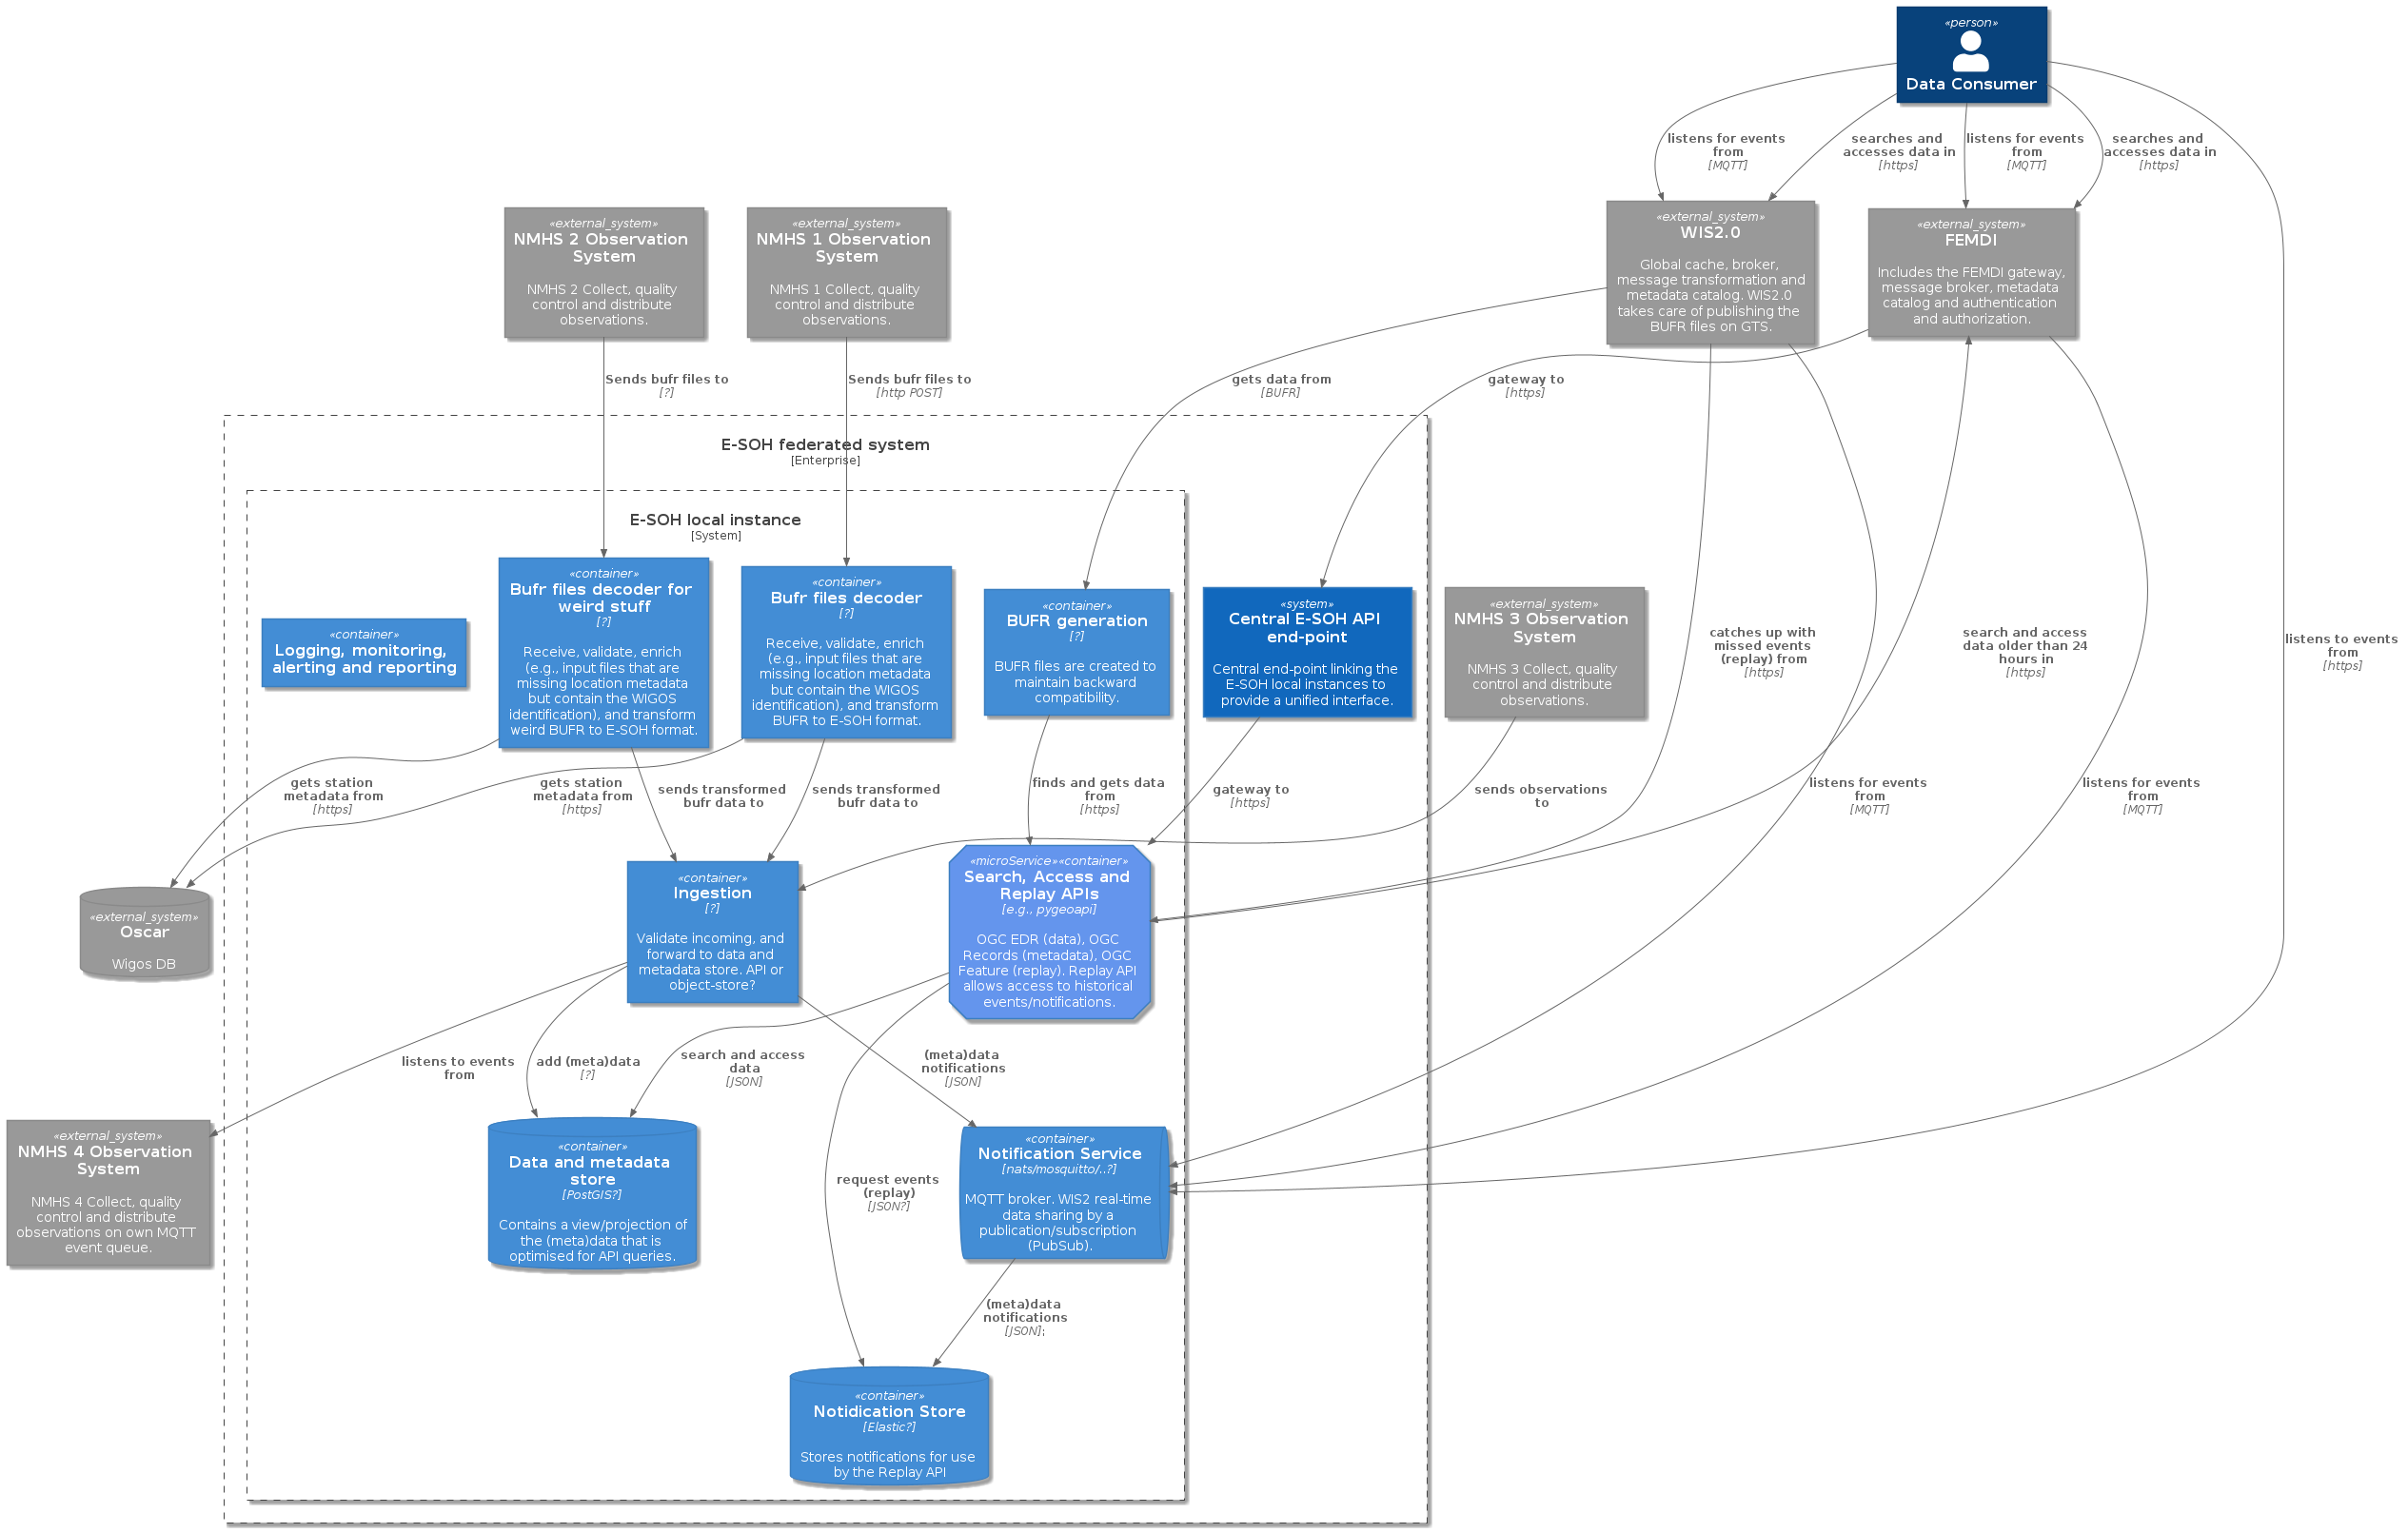 «person»
Data Consumer
listens for events
from
[MQTT]
searches and
accesses data in
[https]
listens for events
from
[MQTT]
searches and
accesses data in
[https]
«external_system»
NMHS 2 Observation
System
NMHS 2 Collect, quality
control and distribute
observations.
«external_system»
NMHS 1 Observation
System
NMHS 1 Collect, quality
control and distribute
observations.
«external_system»
WIS2.0
Global cache, broker,
message transformation and
metadata catalog. WIS2.0
takes care of publishing the
BUFR files on GTS.
«external_system»
FEMDI
Includes the FEMDI gateway,
message broker, metadata
catalog and authentication
and authorization.
Sends bufr files to
[?]
Sends bufr files to
[http POST]
gets data from
[BUFR]
gateway to
[https]
E-SOH federated system
[Enterprise]
E-SOH local instance
[System]
«container»
Logging, monitoring,
alerting and reporting
«container»
Bufr files decoder for
weird stuff
[?]
Receive, validate, enrich
(e.g., input files that are
missing location metadata
but contain the WIGOS
identification), and transform
weird BUFR to E-SOH format.
«container»
Bufr files decoder
[?]
Receive, validate, enrich
(e.g., input files that are
missing location metadata
but contain the WIGOS
identification), and transform
BUFR to E-SOH format.
«container»
BUFR generation
[?]
BUFR files are created to
maintain backward
compatibility.
«system»
Central E-SOH API
end-point
Central end-point linking the
E-SOH local instances to
provide a unified interface.
«external_system»
NMHS 3 Observation
System
NMHS 3 Collect, quality
control and distribute
observations.
catches up with
missed events
(replay) from
[https]
search and access
data older than 24
hours in
[https]
listens to events
from
[https]
gets station
metadata from
[https]
gets station
metadata from
[https]
sends transformed
bufr data to
sends transformed
bufr data to
finds and gets data
from
[https]
gateway to
[https]
sends observations
to
listens for events
from
[MQTT]
listens for events
from
[MQTT]
«external_system»
Oscar
Wigos DB
«container»
Ingestion
[?]
Validate incoming, and
forward to data and
metadata store. API or
object-store?
«microService»«container»
Search, Access and
Replay APIs
[e.g., pygeoapi]
OGC EDR (data), OGC
Records (metadata), OGC
Feature (replay). Replay API
allows access to historical
events/notifications.
listens to events
from
add (meta)data
[?]
search and access
data
[JSON]
(meta)data
notifications
[JSON]
«external_system»
NMHS 4 Observation
System
NMHS 4 Collect, quality
control and distribute
observations on own MQTT
event queue.
«container»
Data and metadata
store
[PostGIS?]
Contains a view/projection of
the (meta)data that is
optimised for API queries.
request events
(replay)
[JSON?]
«container»
Notification Service
[nats/mosquitto/..?]
MQTT broker. WIS2 real-time
data sharing by a
publication/subscription
(PubSub).
(meta)data
notifications
[JSON];
«container»
Notidication Store
[Elastic?]
Stores notifications for use
by the Replay API